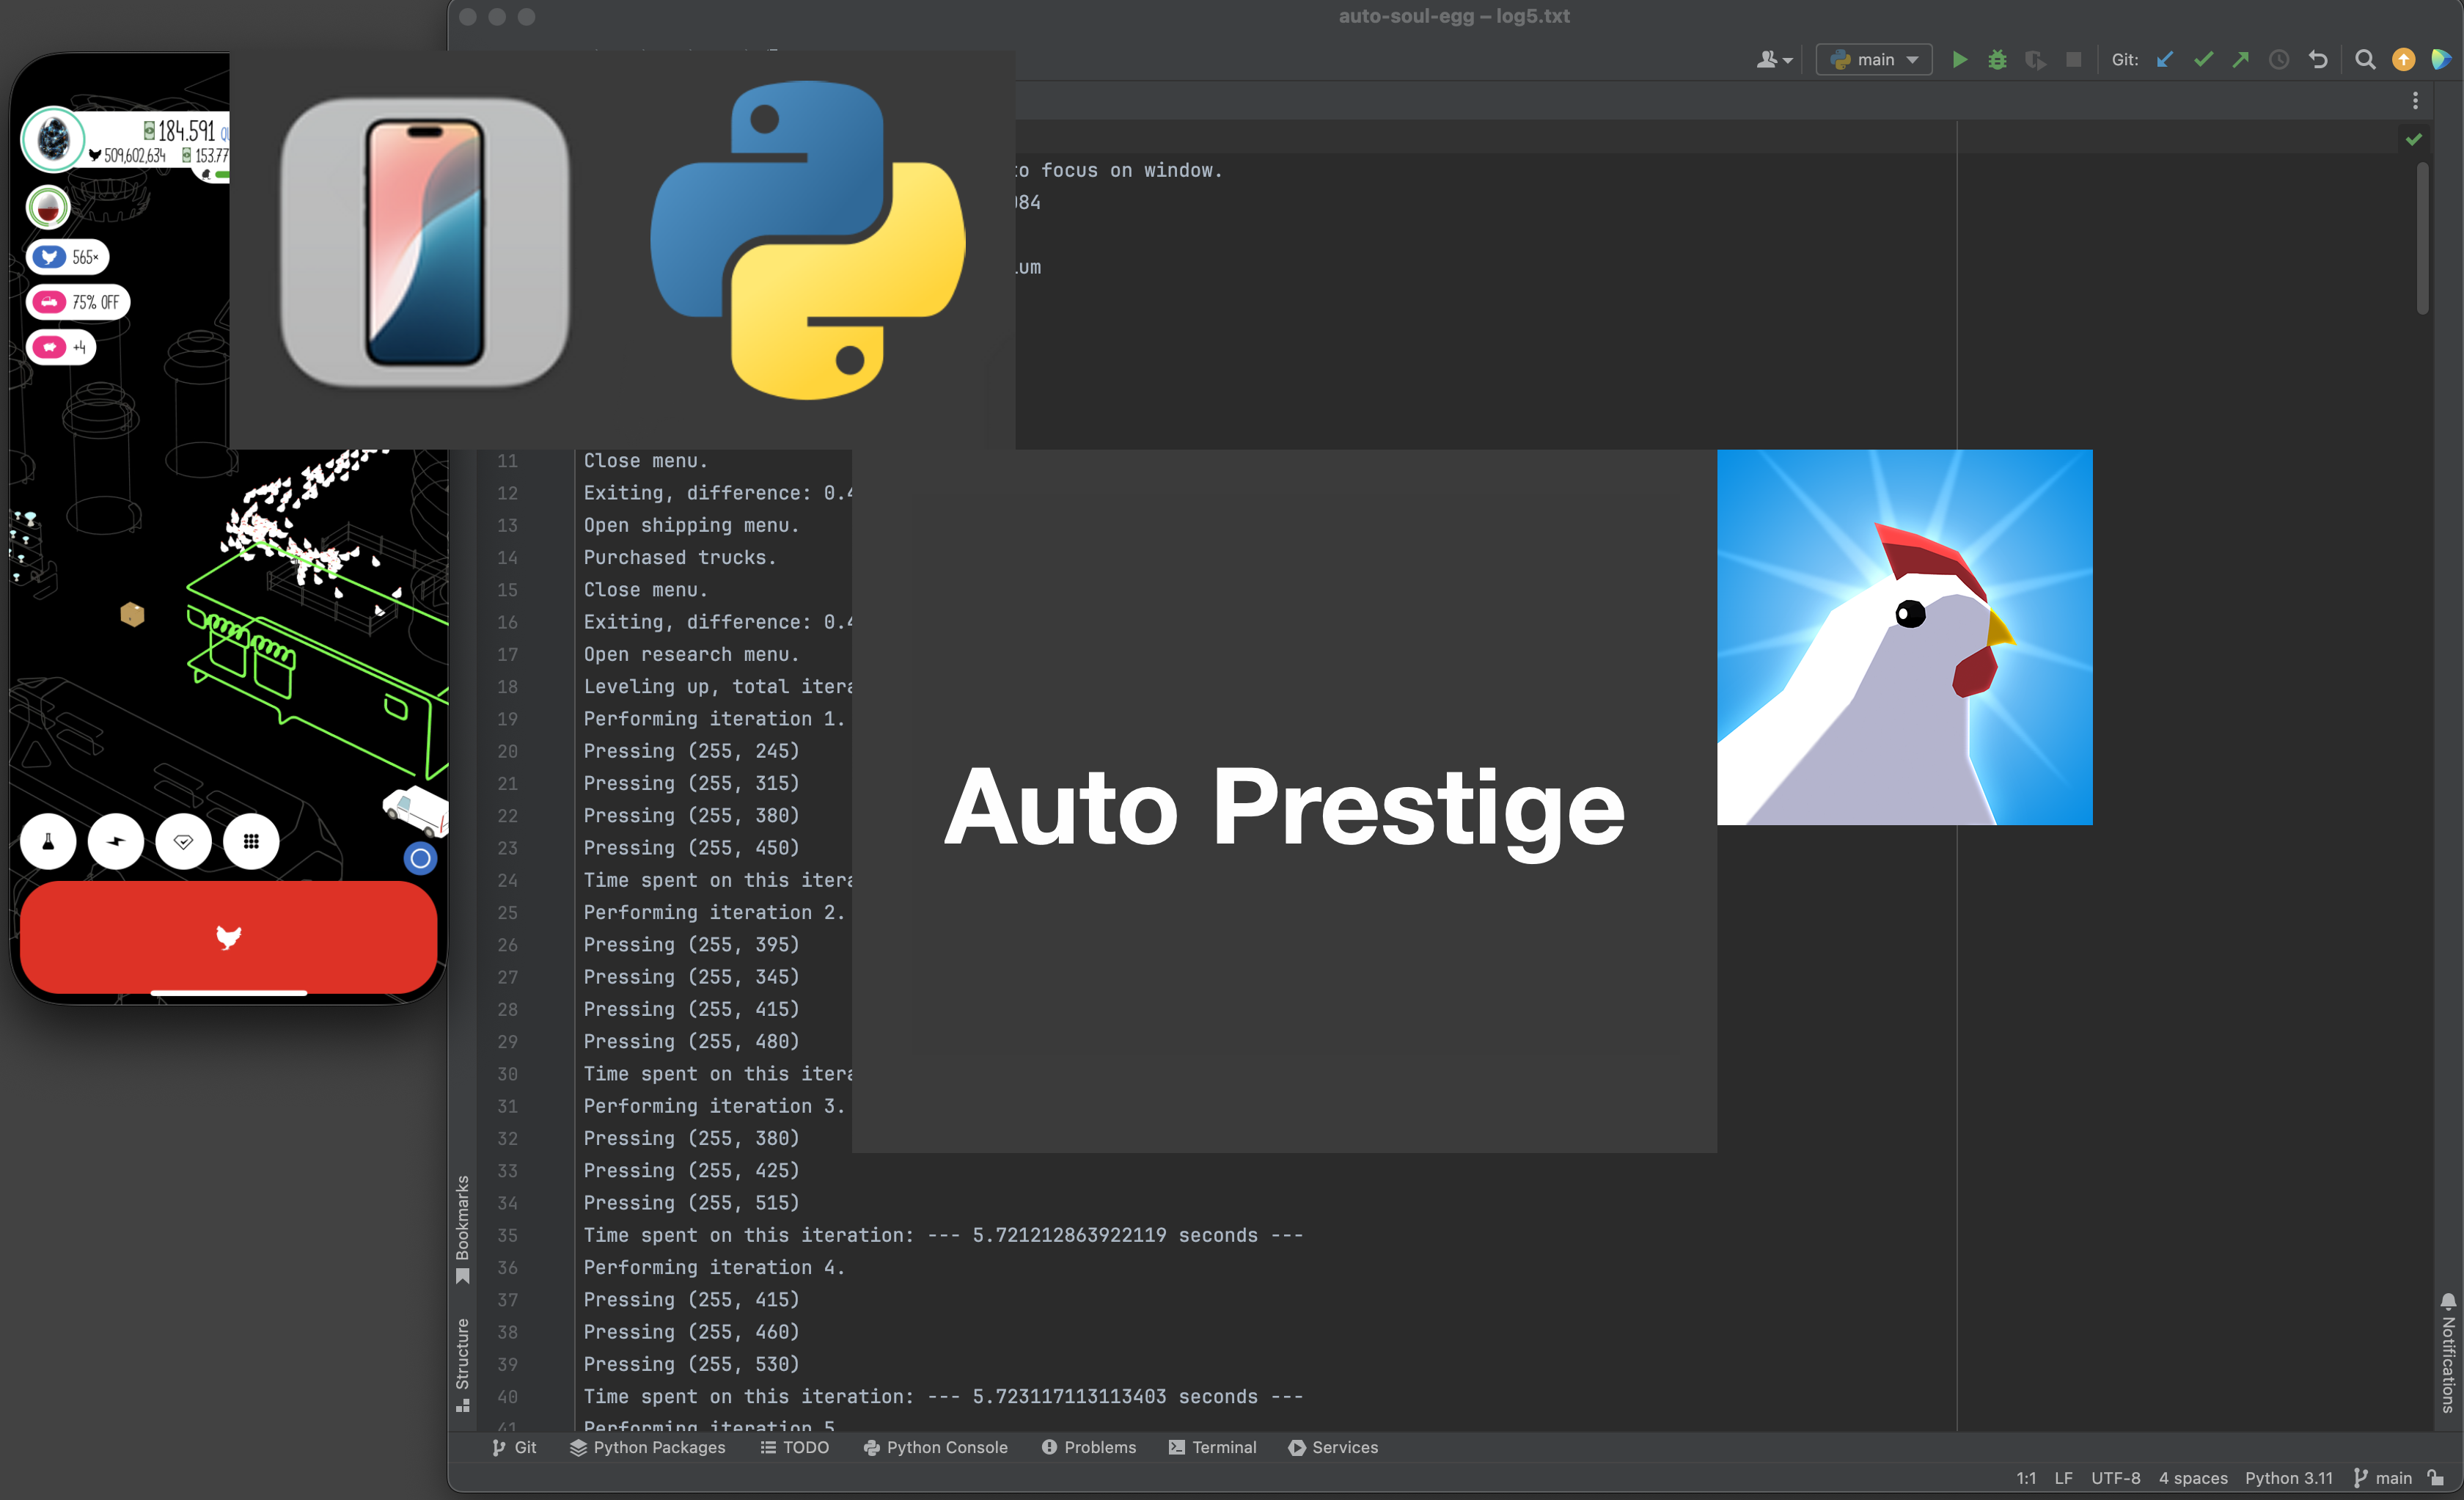 auto-soul-egg – log5.txt
main
Git:
184.591
509,602,634
153.77
565×
75% OFF
+4
to focus on window.
84
um
11 Close menu.
12 Exiting, difference: 0.4
13 Open shipping menu.
14 Purchased trucks.
15 Close menu.
16 Exiting, difference: 0.4
17 Open research menu.
18 Leveling up, total itera
19 Performing iteration 1.
20 Pressing (255, 245)
21 Pressing (255, 315)
22 Pressing (255, 380)
23 Pressing (255, 450)
24 Time spent on this itera
25 Performing iteration 2.
26 Pressing (255, 395)
27 Pressing (255, 345)
28 Pressing (255, 415)
29 Pressing (255, 480)
30 Time spent on this itera
31 Performing iteration 3.
32 Pressing (255, 380)
33 Pressing (255, 425)
34 Pressing (255, 515)
35 Time spent on this iteration: --- 5.721212863922119 seconds ---
36 Performing iteration 4.
37 Pressing (255, 415)
38 Pressing (255, 460)
39 Pressing (255, 530)
40 Time spent on this iteration: --- 5.723117113113403 seconds ---
41 Performing iteration 5
Auto Prestige
Bookmarks
Structure
Notifications
Git Python Packages TODO Python Console Problems Terminal Services
1:1 LF UTF-8 4 spaces Python 3.11 main